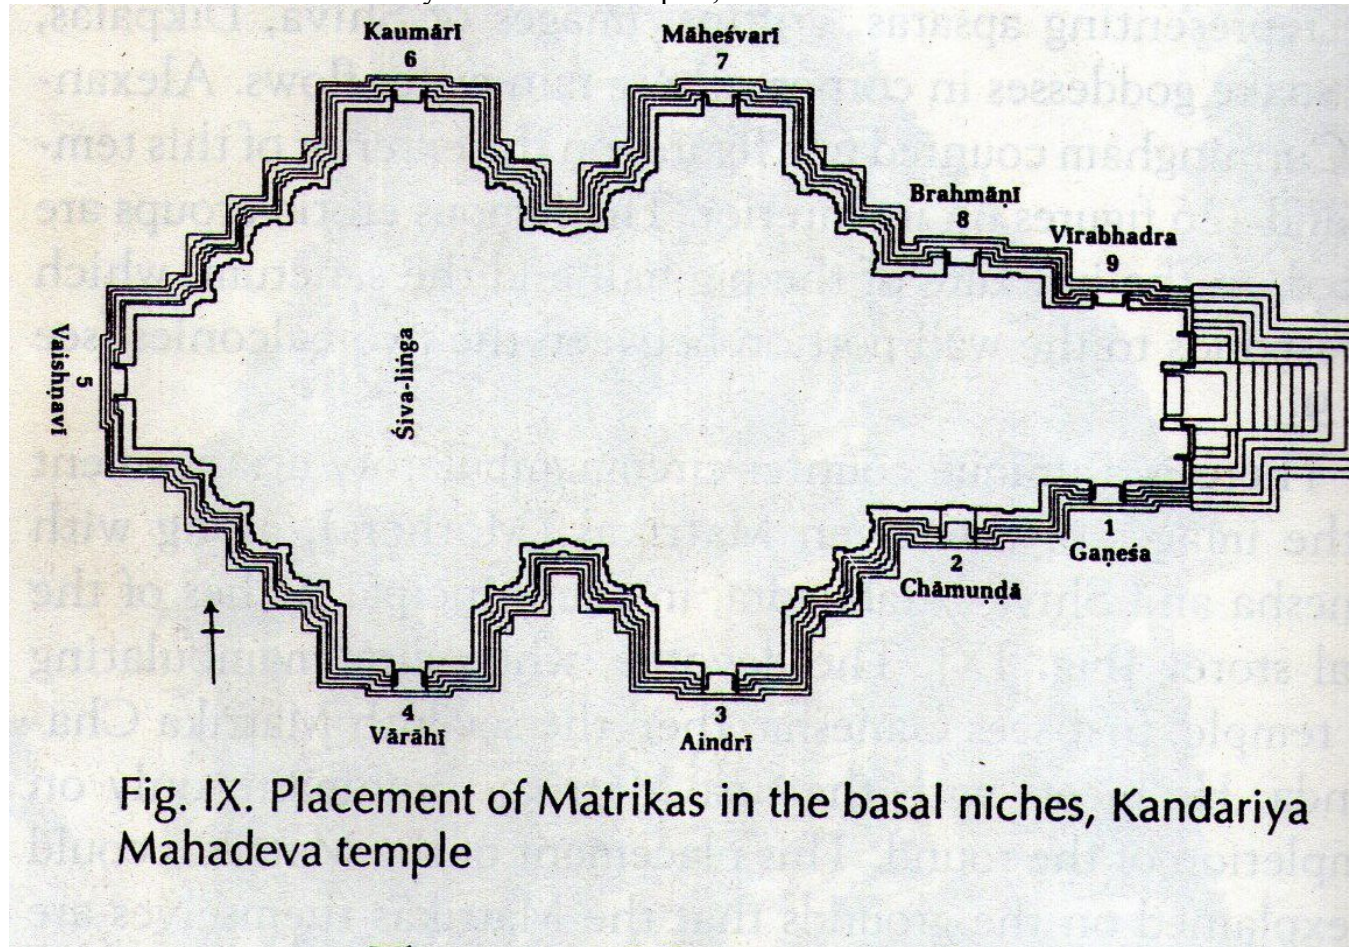 Kaumārī
6
Māheśvarī
7
Brahmāṇī
8
Vīrabhadra
9
Vaishṇavī
5
Śiva-liṅga
1
Gaṇeśa
2
Chāmuṇḍā
4
Vārāhī
3
Aindrī
Fig. IX. Placement of Matrikas in the basal niches, Kandariya
Mahadeva temple